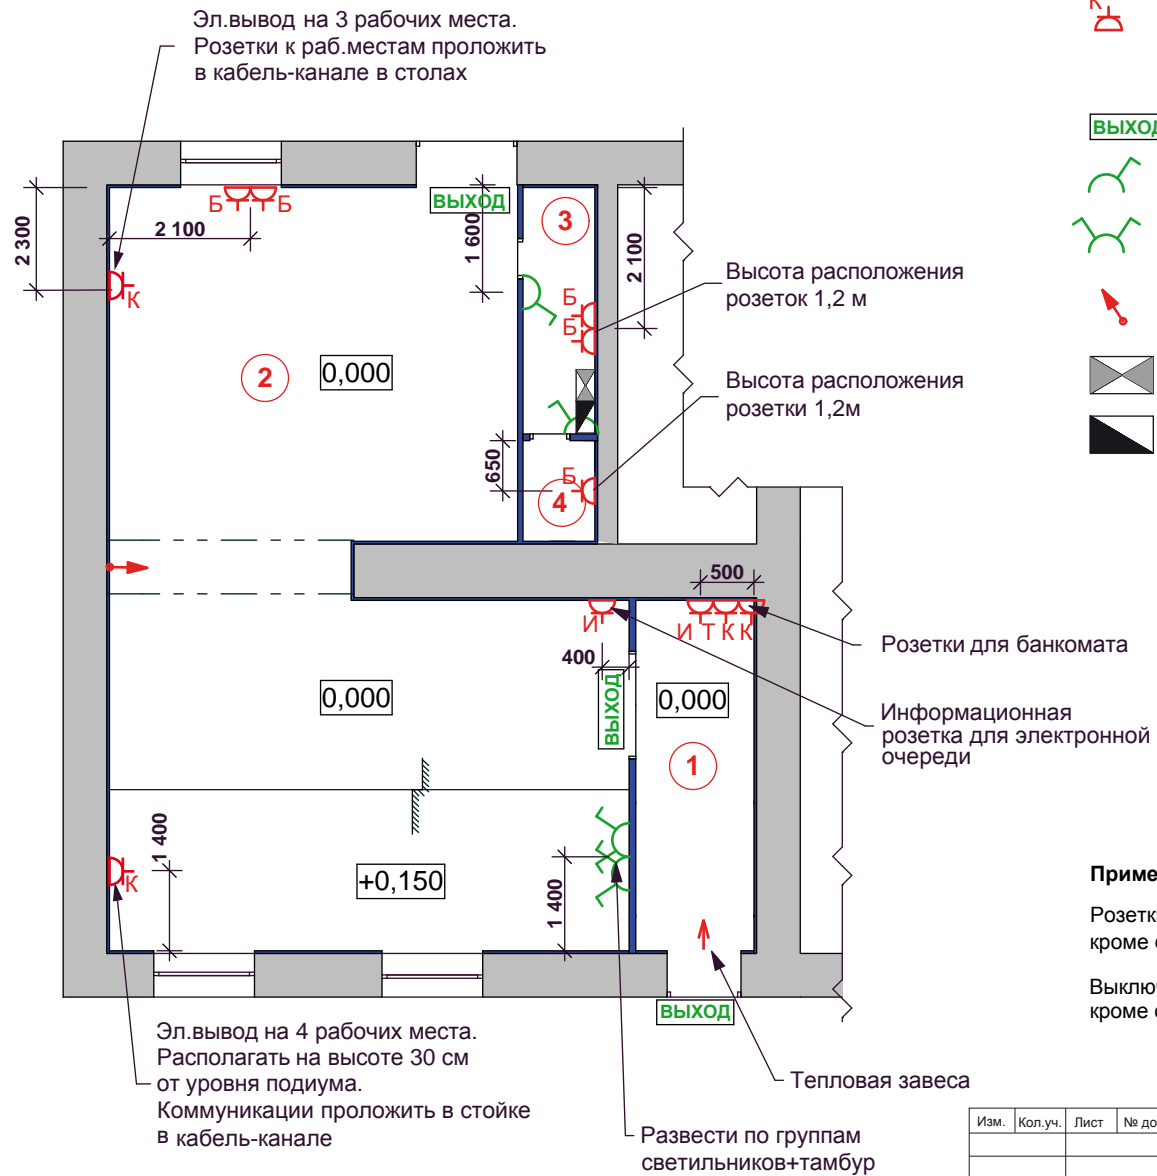 Эл.вывод на 3 рабочих места.
Розетки к раб.местам проложить
в кабель-канале в столах
К
ВЫХОД
2 300
Б
Б
2 100
ВЫХОД
1 600
3
2 100
К
Б
Б
Высота расположения
розеток 1,2 м
2
0,000
Высота расположения
розетки 1,2м
650
Б
4
500
И
И Т К К
Розетки для банкомата
400
ВЫХОД
0,000
0,000
Информационная
розетка для электронной
очереди
1
1 400
К
+0,150
1 400
ВЫХОД
Эл.вывод на 4 рабочих места.
Располагать на высоте 30 см
от уровня подиума.
Коммуникации проложить в стойке
в кабель-канале
Тепловая завеса
Развести по группам
светильников+тамбур
Изм. Кол.уч. Лист